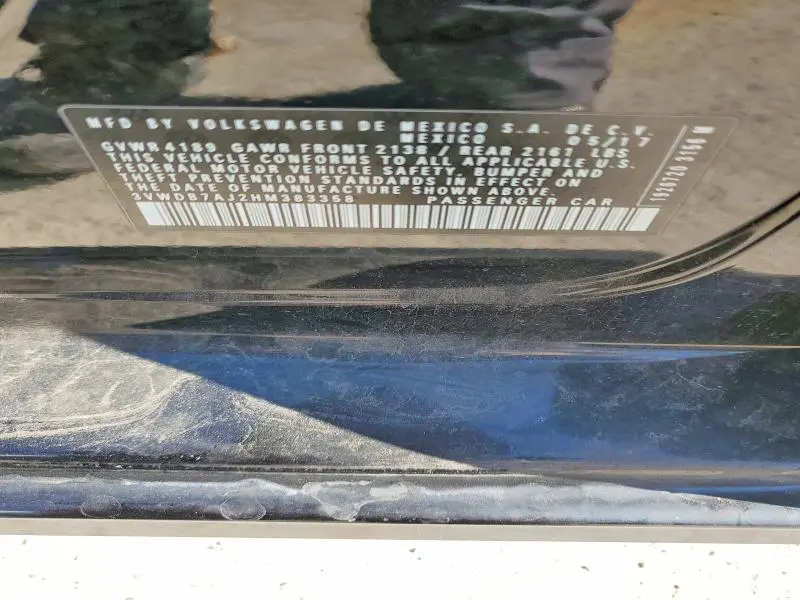 MFD BY VOLKSWAGEN DE MEXICO S.A. DE C.V.
MEXICO 05/17
GVWR 4189 GAWR FRONT 2138 / REAR 2161 LBS
THIS VEHICLE CONFORMS TO ALL APPLICABLE U.S.
FEDERAL MOTOR VEHICLE SAFETY, BUMPER AND
THEFT PREVENTION STANDARDS IN EFFECT ON
THE DATE OF MANUFACTURE SHOWN ABOVE.
3VWDB7AJ2HM383358 PASSENGER CAR